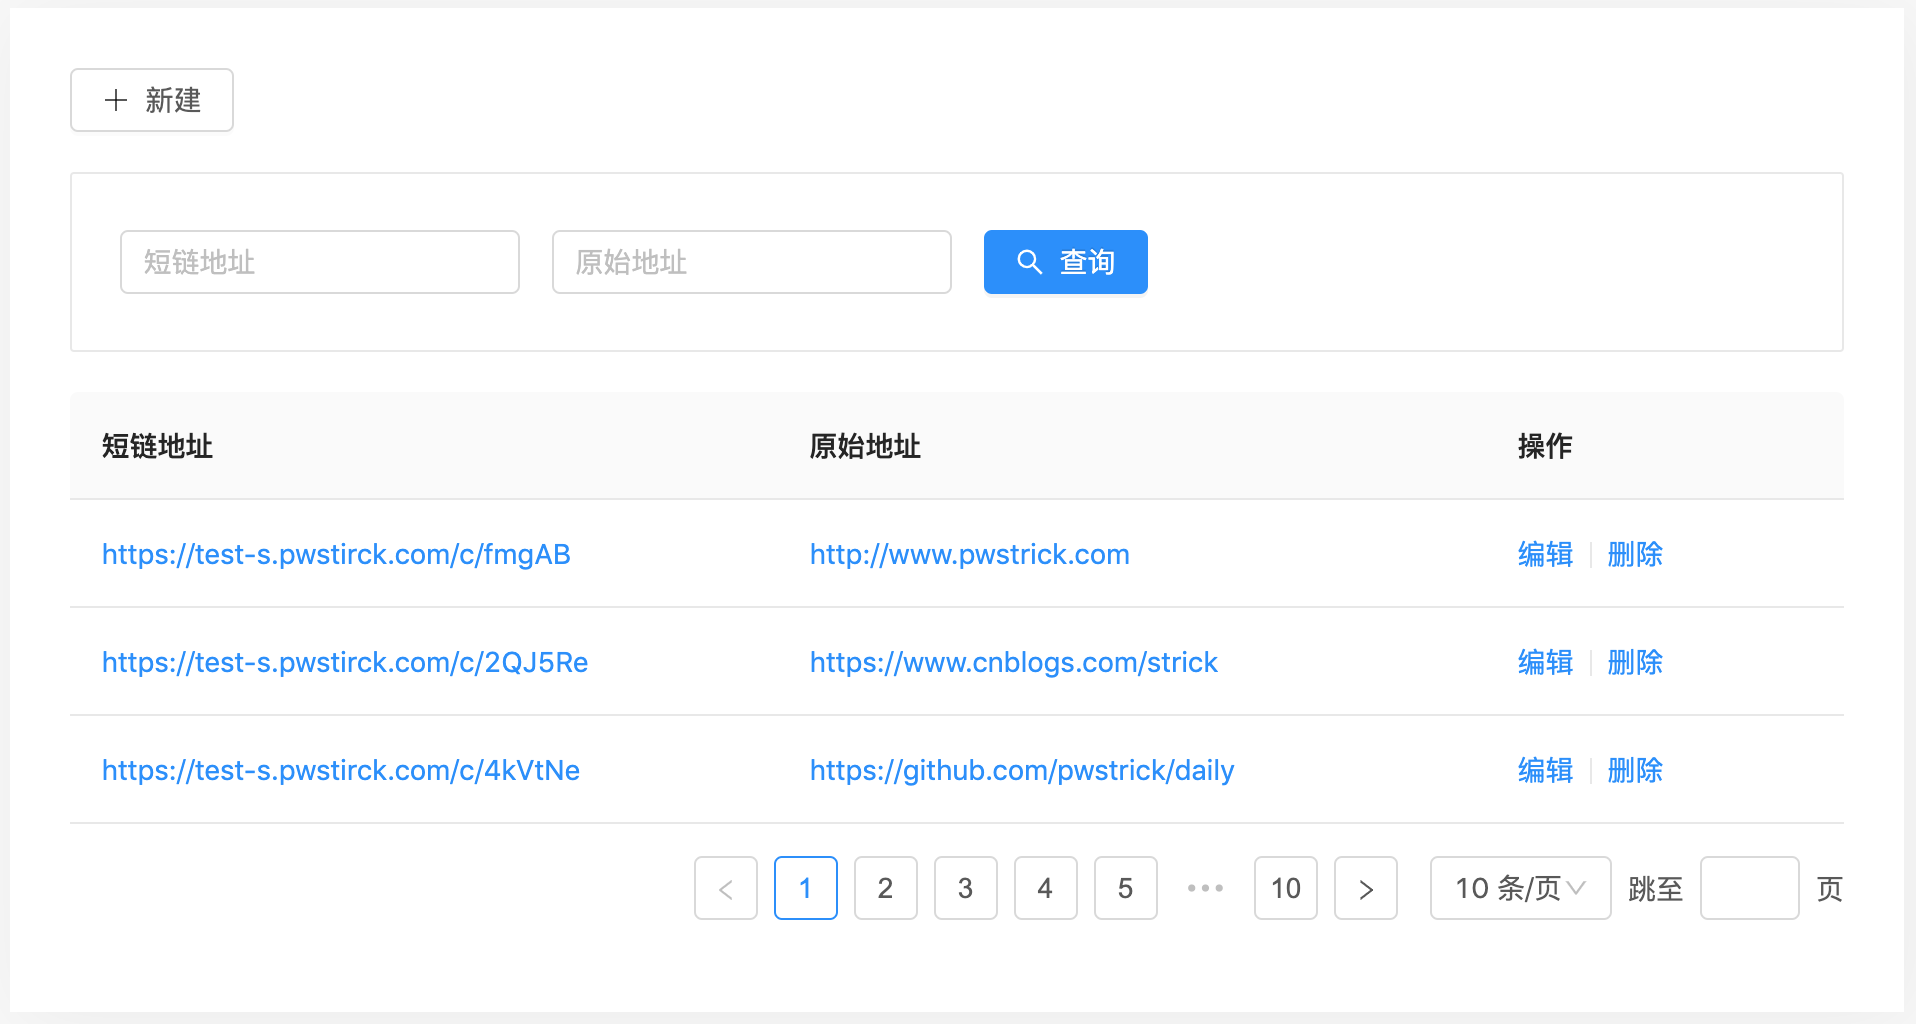 新建
短链地址 原始地址 查询
短链地址 原始地址 操作
https://test-s.pwstirck.com/c/fmgAB http://www.pwstrick.com 编辑 删除
https://test-s.pwstirck.com/c/2QJ5Re https://www.cnblogs.com/strick 编辑 删除
https://test-s.pwstirck.com/c/4kVtNe https://github.com/pwstrick/daily 编辑 删除
< 1 2 3 4 5 ••• 10 > 10 条/页 跳至 页